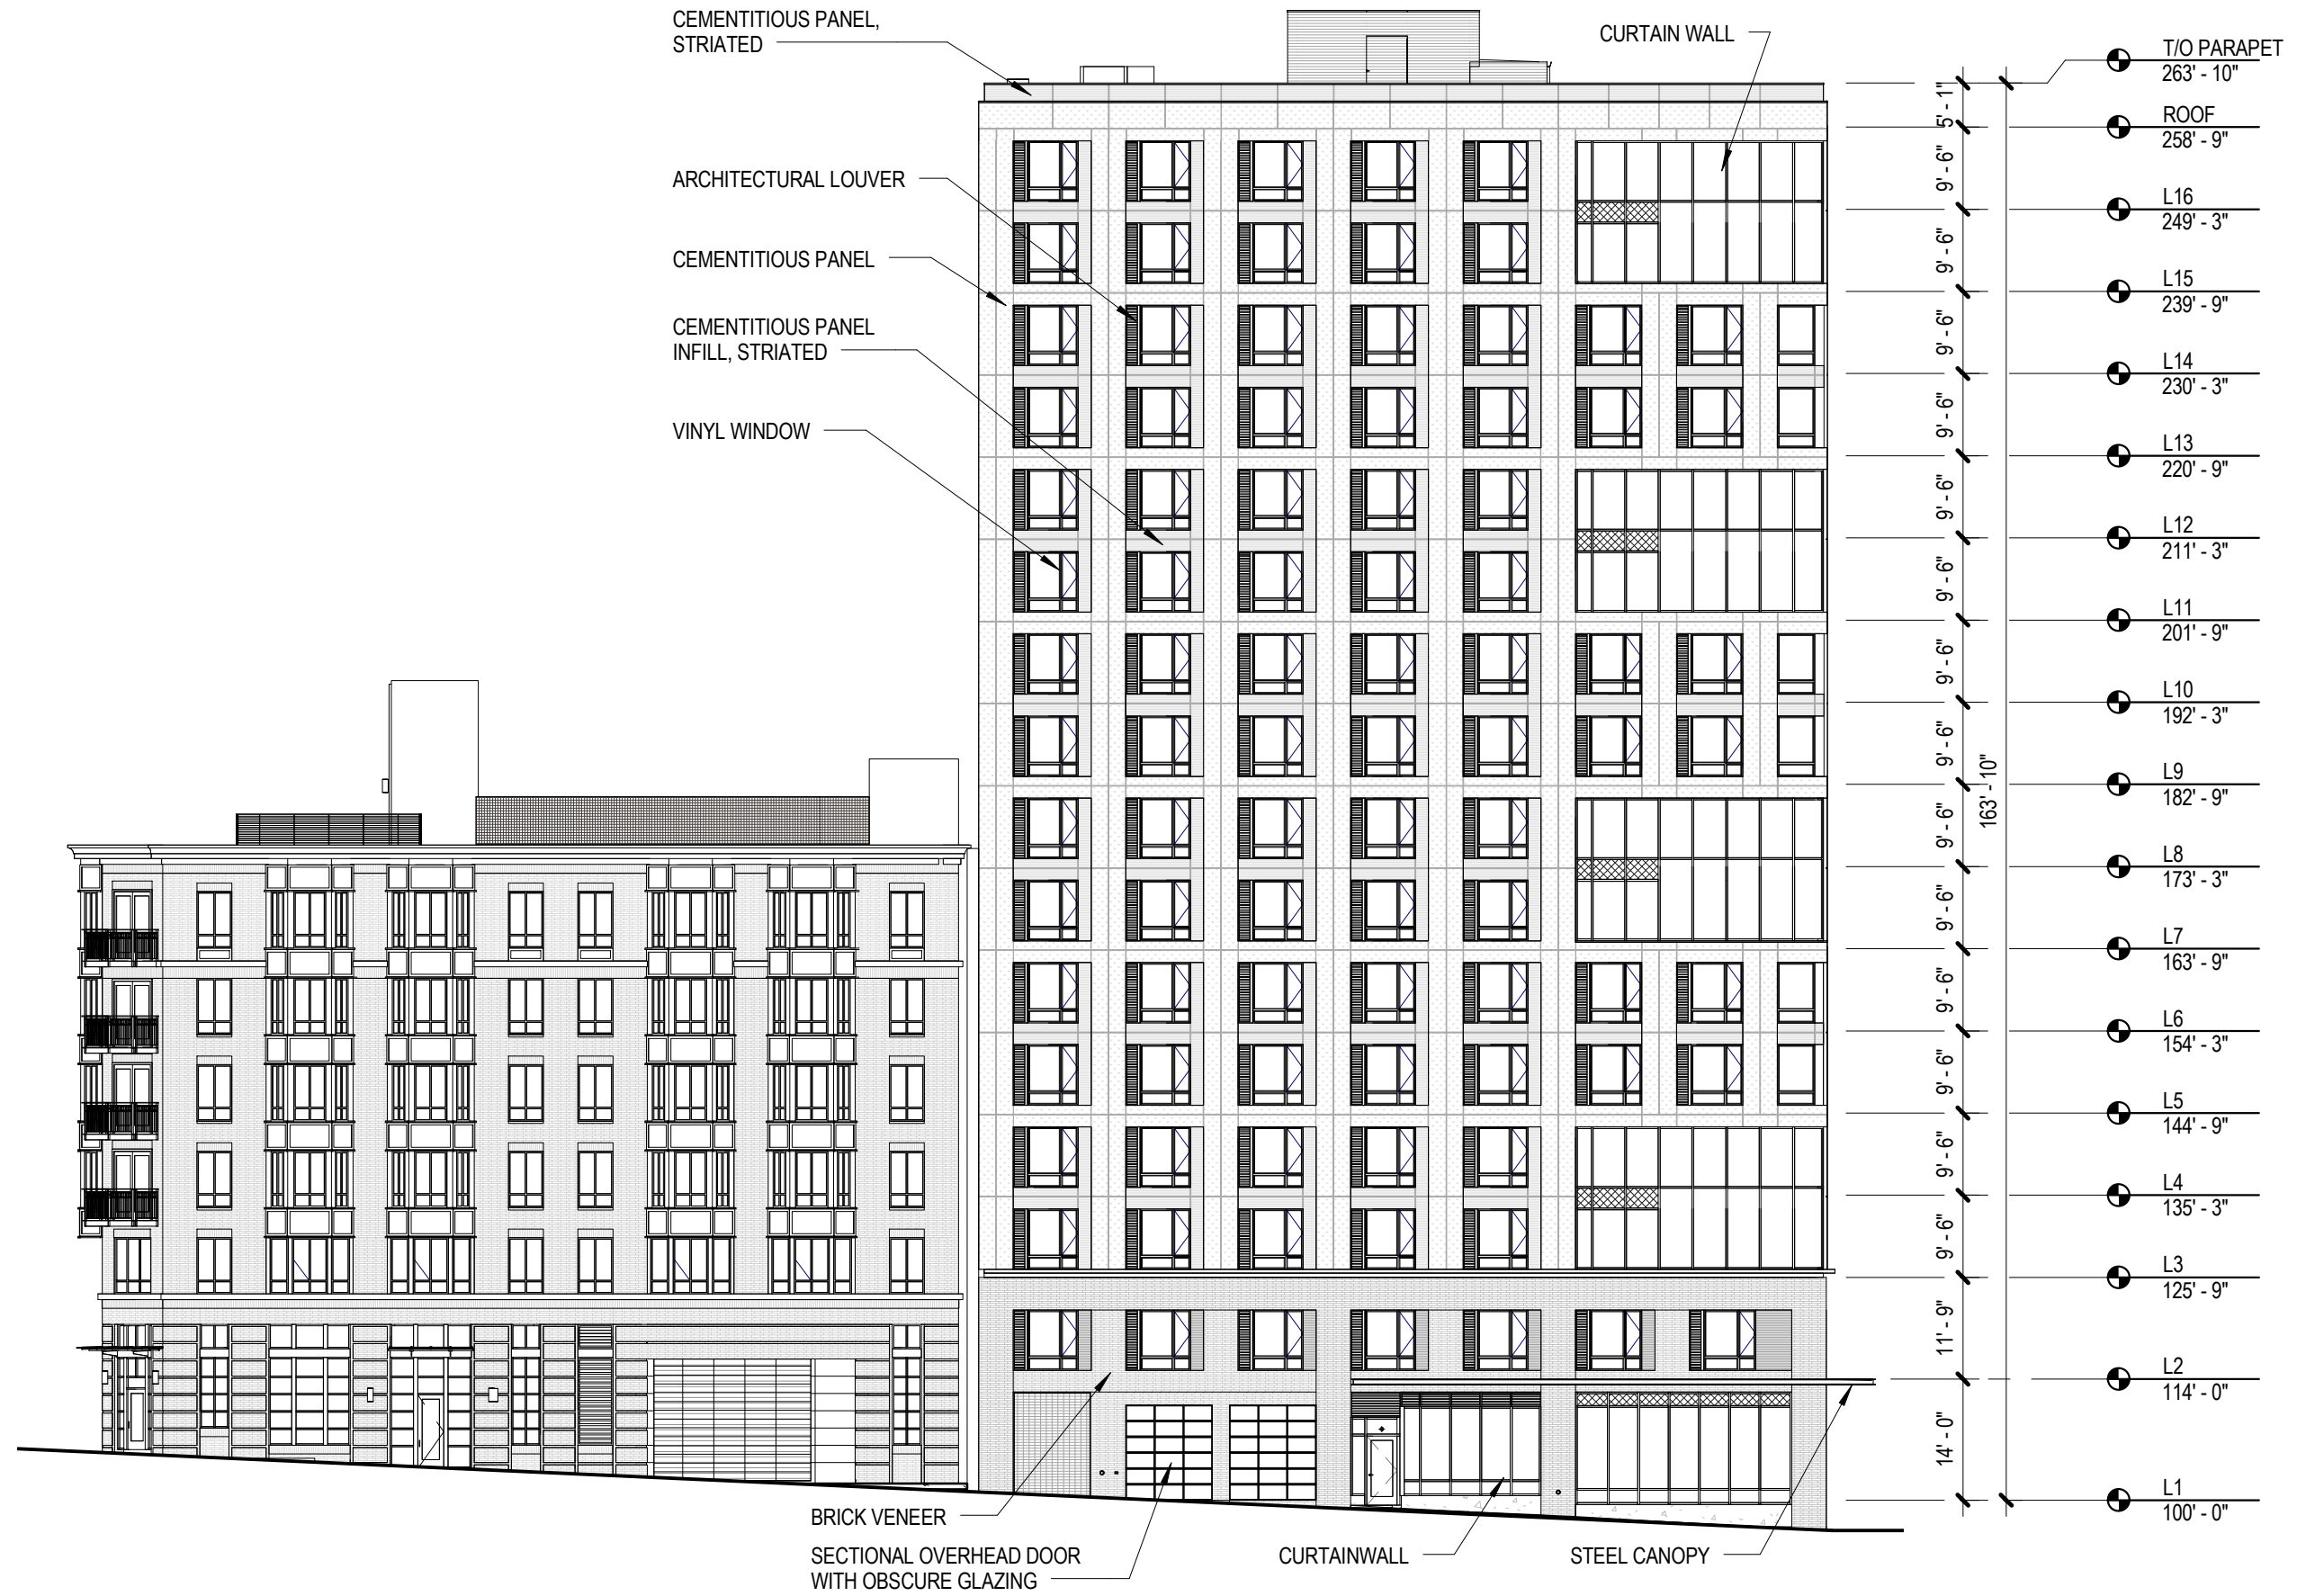 CEMENTITIOUS PANEL,
STRIATED
ARCHITECTURAL LOUVER
CEMENTITIOUS PANEL
CEMENTITIOUS PANEL
INFILL, STRIATED
VINYL WINDOW
CURTAIN WALL
BRICK VENEER
SECTIONAL OVERHEAD DOOR
WITH OBSCURE GLAZING
CURTAINWALL
STEEL CANOPY
5' - 1"
9' - 6"
9' - 6"
9' - 6"
9' - 6"
9' - 6"
9' - 6"
9' - 6"
9' - 6"
9' - 6"
9' - 6"
9' - 6"
9' - 6"
9' - 6"
9' - 6"
11' - 9"
14' - 0"
163' - 10"
T/O PARAPET
263' - 10"
ROOF
258' - 9"
L16
249' - 3"
L15
239' - 9"
L14
230' - 3"
L13
220' - 9"
L12
211' - 3"
L11
201' - 9"
L10
192' - 3"
L9
182' - 9"
L8
173' - 3"
L7
163' - 9"
L6
154' - 3"
L5
144' - 9"
L4
135' - 3"
L3
125' - 9"
L2
114' - 0"
L1
100' - 0"